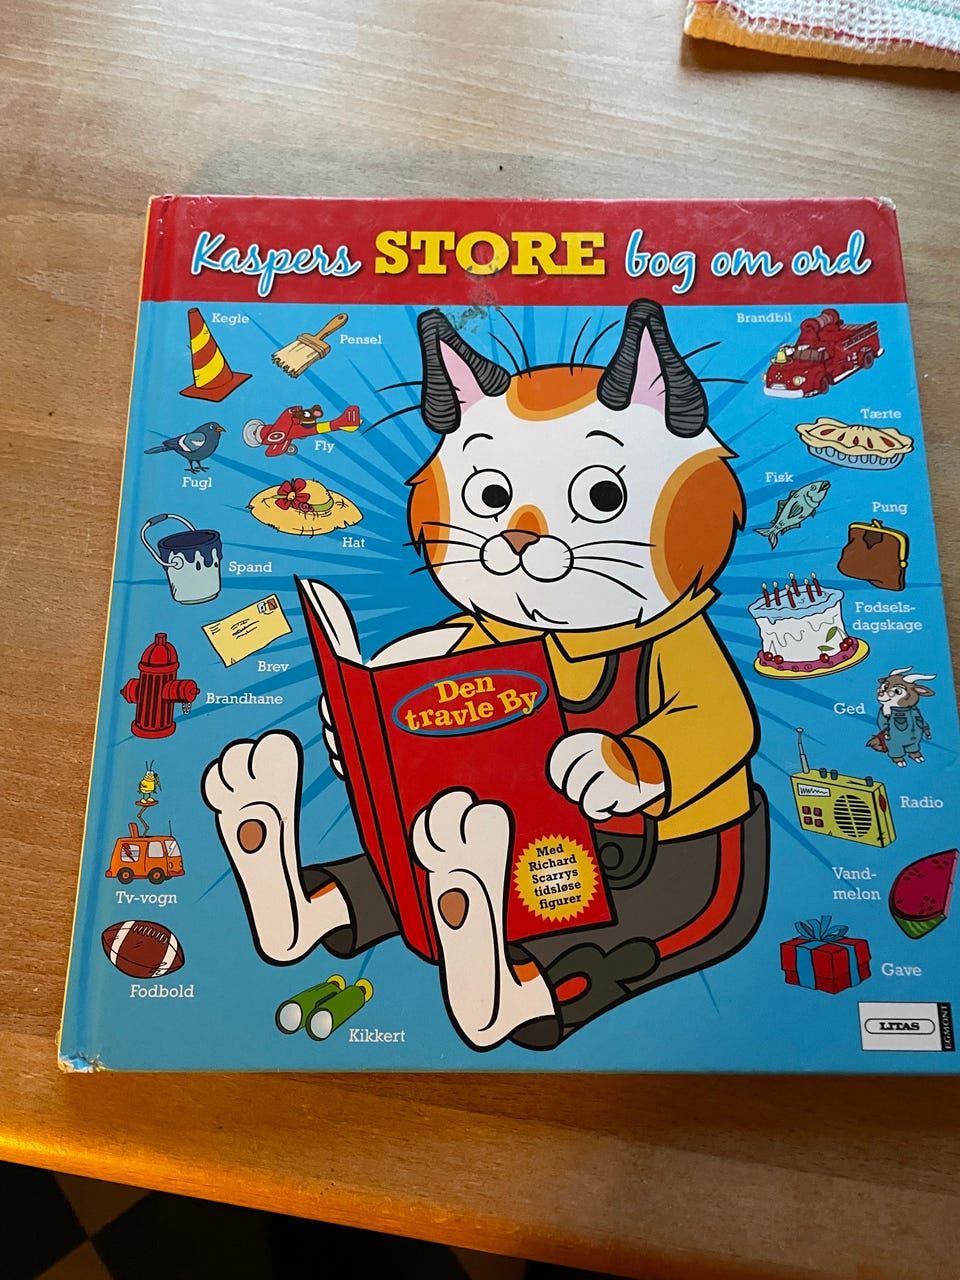 Kaspers STORE bog om ord
Kegle
Pensel
Brandbil
Fly
Tærte
Fugl
Fisk
Hat
Pung
Spand
Fødsels-
dagskage
Brev
Brandhane
Ged
Den
travle By
Radio
Med
Richard
Scarrys
tidsløse
figurer
Tv-vogn
Vand-
melon
Fodbold
Gave
Kikkert
LITAS
EGMONT